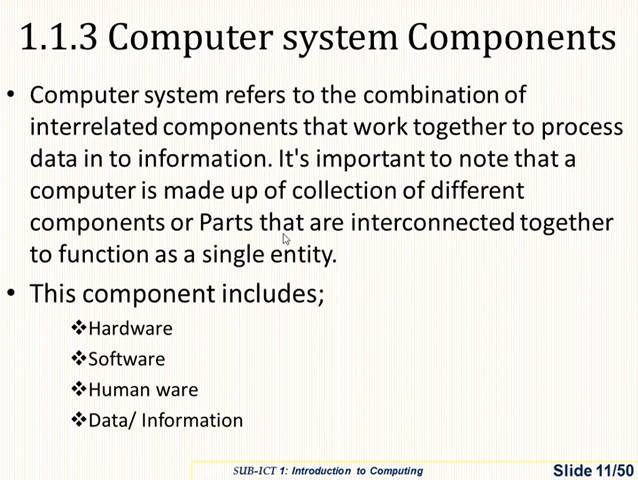 1.1.3 Computer system Components
• Computer system refers to the combination of
interrelated components that work together to process
data in to information. It's important to note that a
computer is made up of collection of different
components or Parts that are interconnected together
to function as a single entity.
• This component includes;
❖Hardware
❖Software
❖Human ware
❖Data/ Information
SUB-ICT 1: Introduction to Computing
Slide 11/50